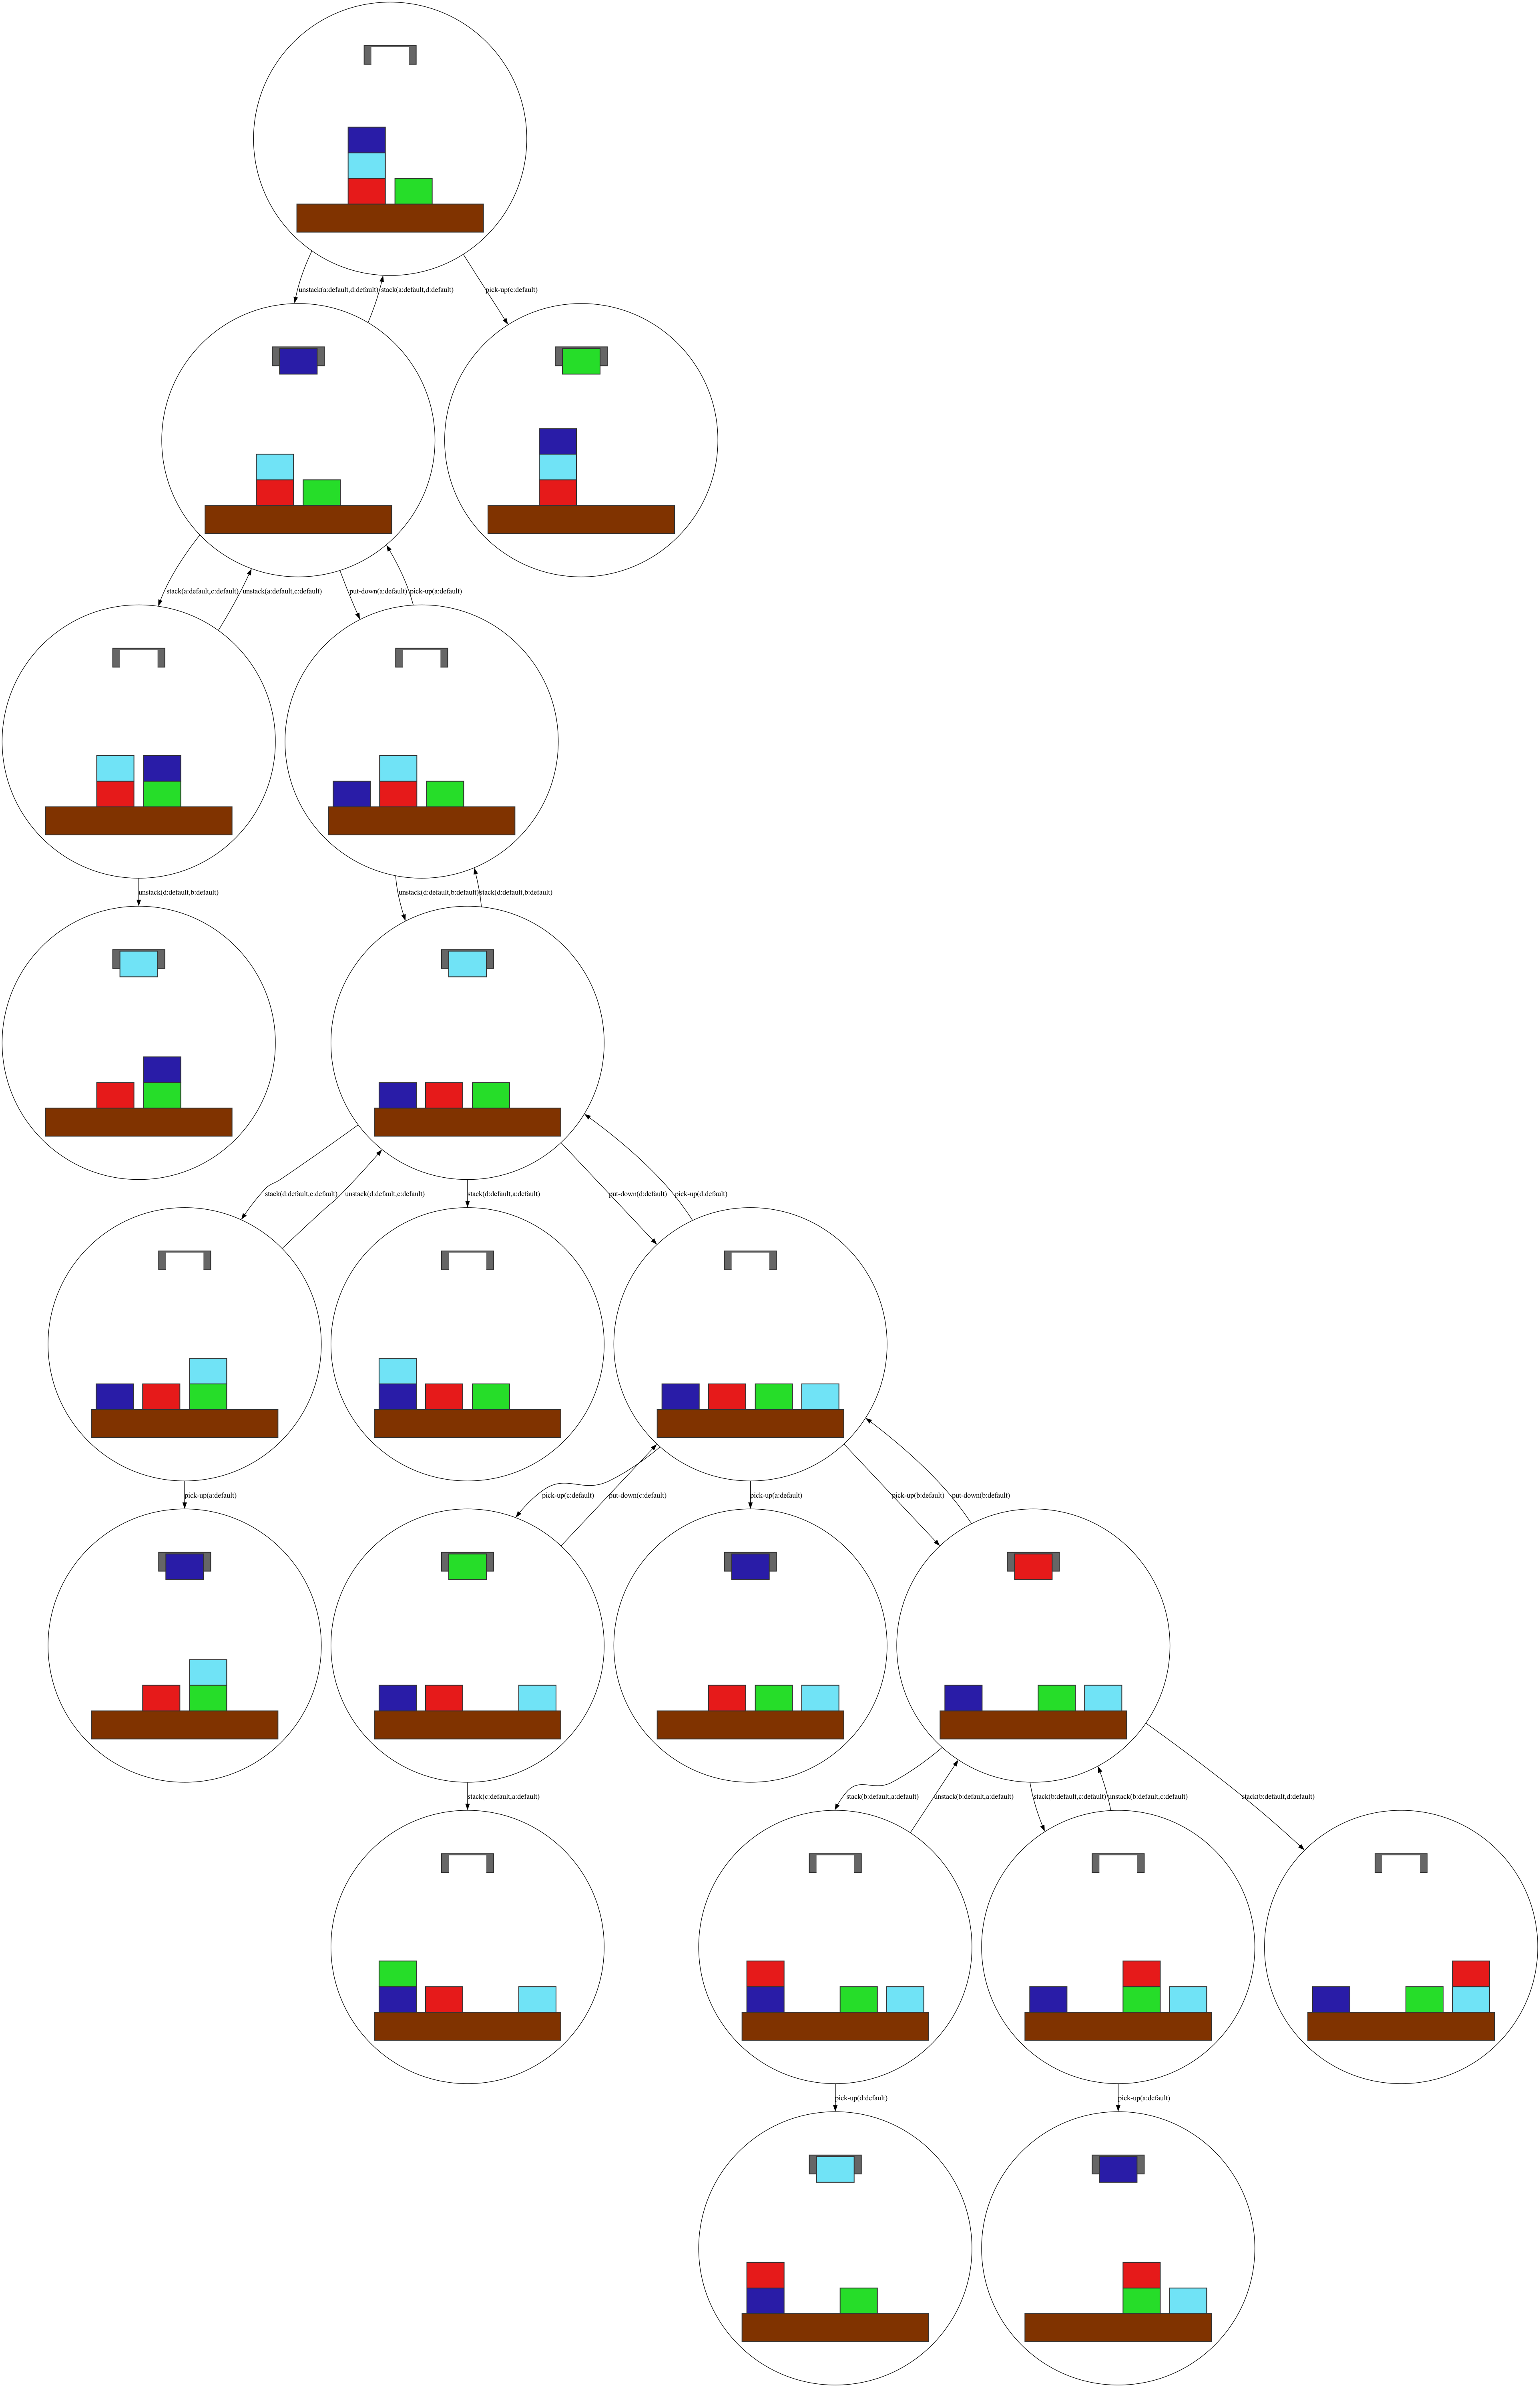 unstack(a:default,d:default)
stack(a:default,d:default)
pick-up(c:default)
stack(a:default,c:default)
unstack(a:default,c:default)
put-down(a:default)
pick-up(a:default)
unstack(d:default,b:default)
unstack(d:default,b:default)
stack(d:default,b:default)
stack(d:default,c:default)
unstack(d:default,c:default)
stack(d:default,a:default)
put-down(d:default)
pick-up(d:default)
pick-up(a:default)
pick-up(c:default)
put-down(c:default)
pick-up(a:default)
pick-up(b:default)
put-down(b:default)
stack(c:default,a:default)
stack(b:default,a:default)
unstack(b:default,a:default)
stack(b:default,c:default)
unstack(b:default,c:default)
stack(b:default,d:default)
pick-up(d:default)
pick-up(a:default)